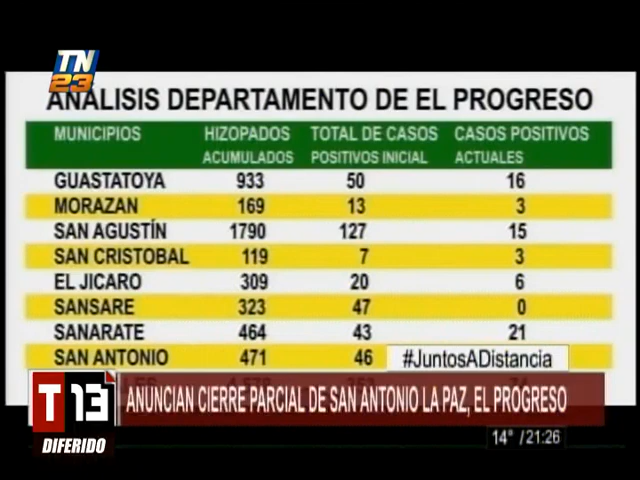 TN
23
ANÁLISIS DEPARTAMENTO DE EL PROGRESO
MUNICIPIOS HIZOPADOS ACUMULADOS TOTAL DE CASOS POSITIVOS INICIAL CASOS POSITIVOS ACTUALES
GUASTATOYA 933 50 16
MORAZAN 169 13 3
SAN AGUSTÍN 1790 127 15
SAN CRISTOBAL 119 7 3
EL JICARO 309 20 6
SANSARE 323 47 0
SANARATE 464 43 21
SAN ANTONIO 471 46
#JuntosADistancia
T13 ANUNCIAN CIERRE PARCIAL DE SAN ANTONIO LA PAZ, EL PROGRESO
DIFERIDO
14° / 21:26